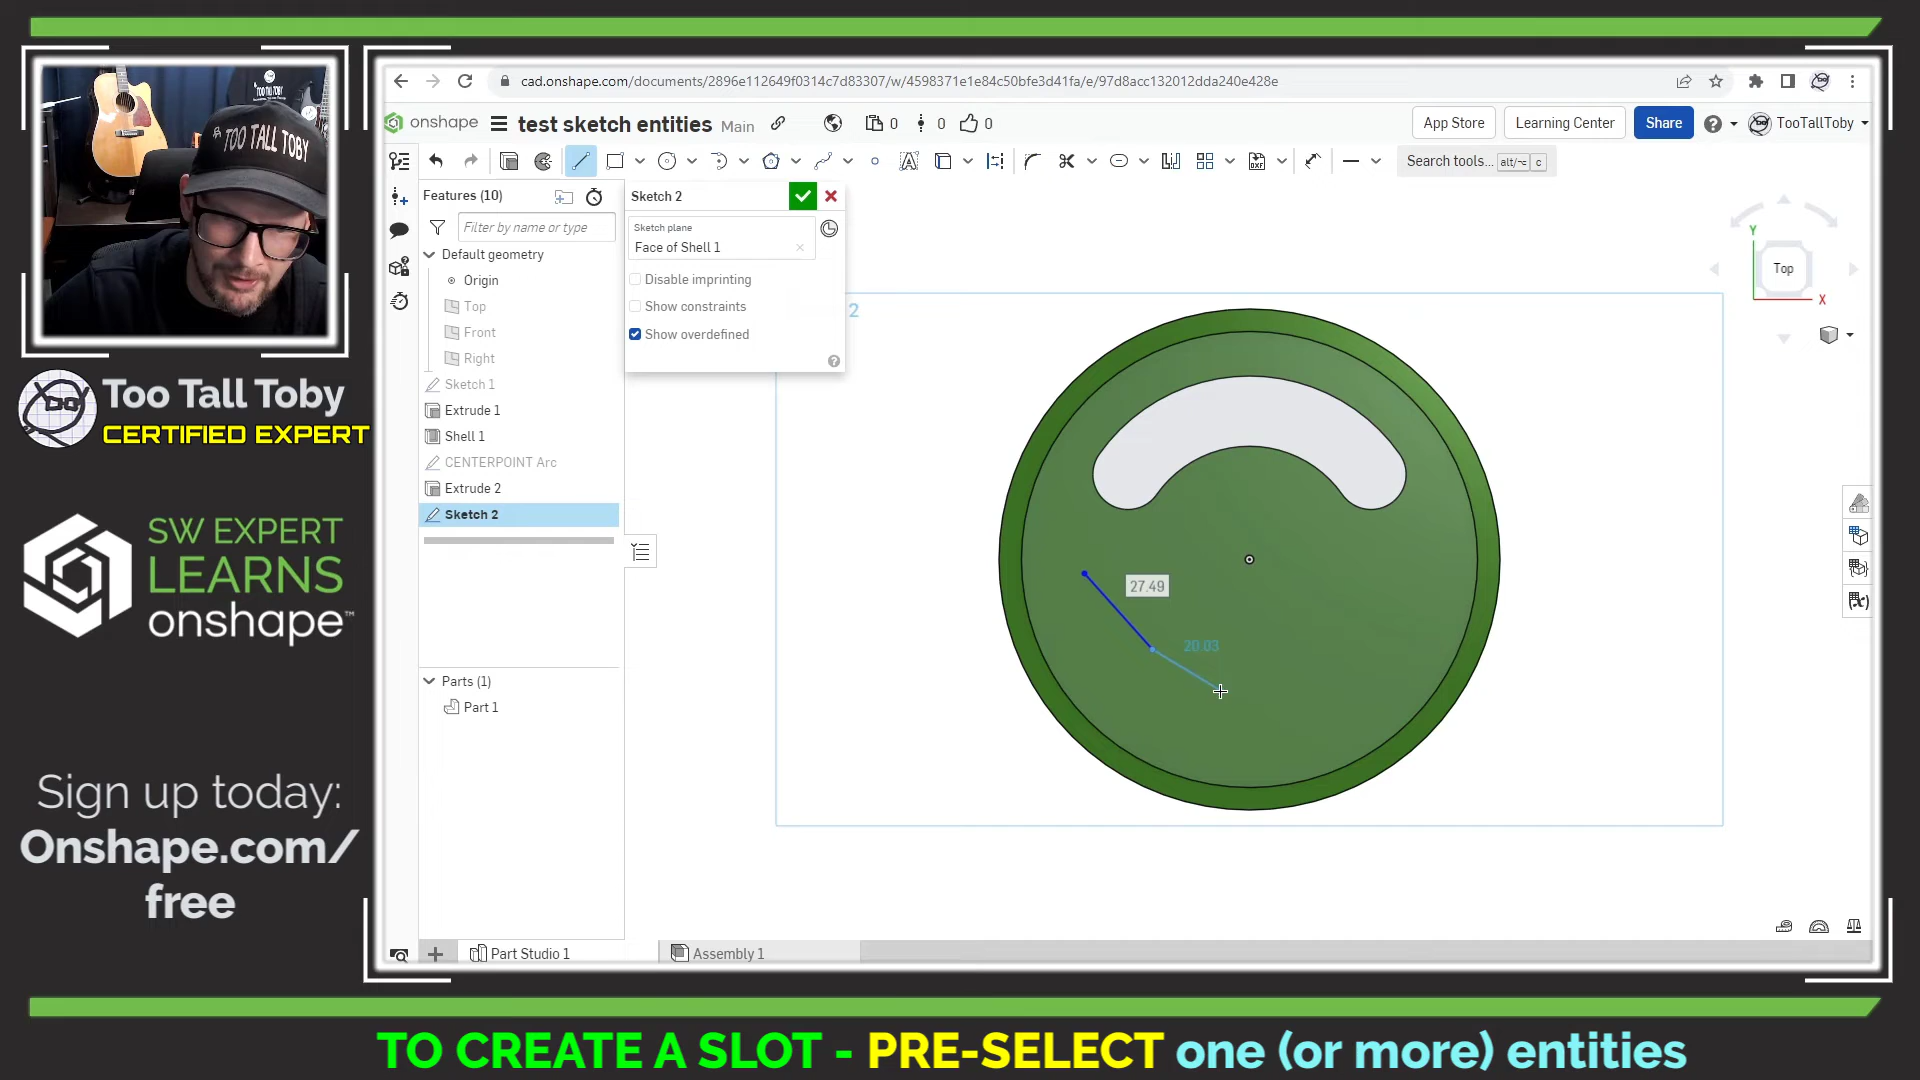 TOO TALL TOBY
Too Tall Toby
CERTIFIED EXPERT
SW EXPERT
LEARNS
onshape™
Sign up today:
Onshape.com/
free
cad.onshape.com/documents/2896e112649f0314c7d83307/w/4598371e1e84c50bfe3d41fa/e/97d8acc132012dda240e428e
onshape
test sketch entities
Main
0
0
0
App Store
Learning Center
Share
TooTallToby
Search tools... alt/⌥ c
Features (10)
Filter by name or type
Default geometry
Origin
Top
Front
Right
Sketch 1
Extrude 1
Shell 1
CENTERPOINT Arc
Extrude 2
Sketch 2
Parts (1)
Part 1
Sketch 2
Sketch plane
Face of Shell 1
Disable imprinting
Show constraints
Show overdefined
2
27.49
20.03
Y
Top
X
Part Studio 1
Assembly 1
TO CREATE A SLOT - PRE-SELECT one (or more) entities